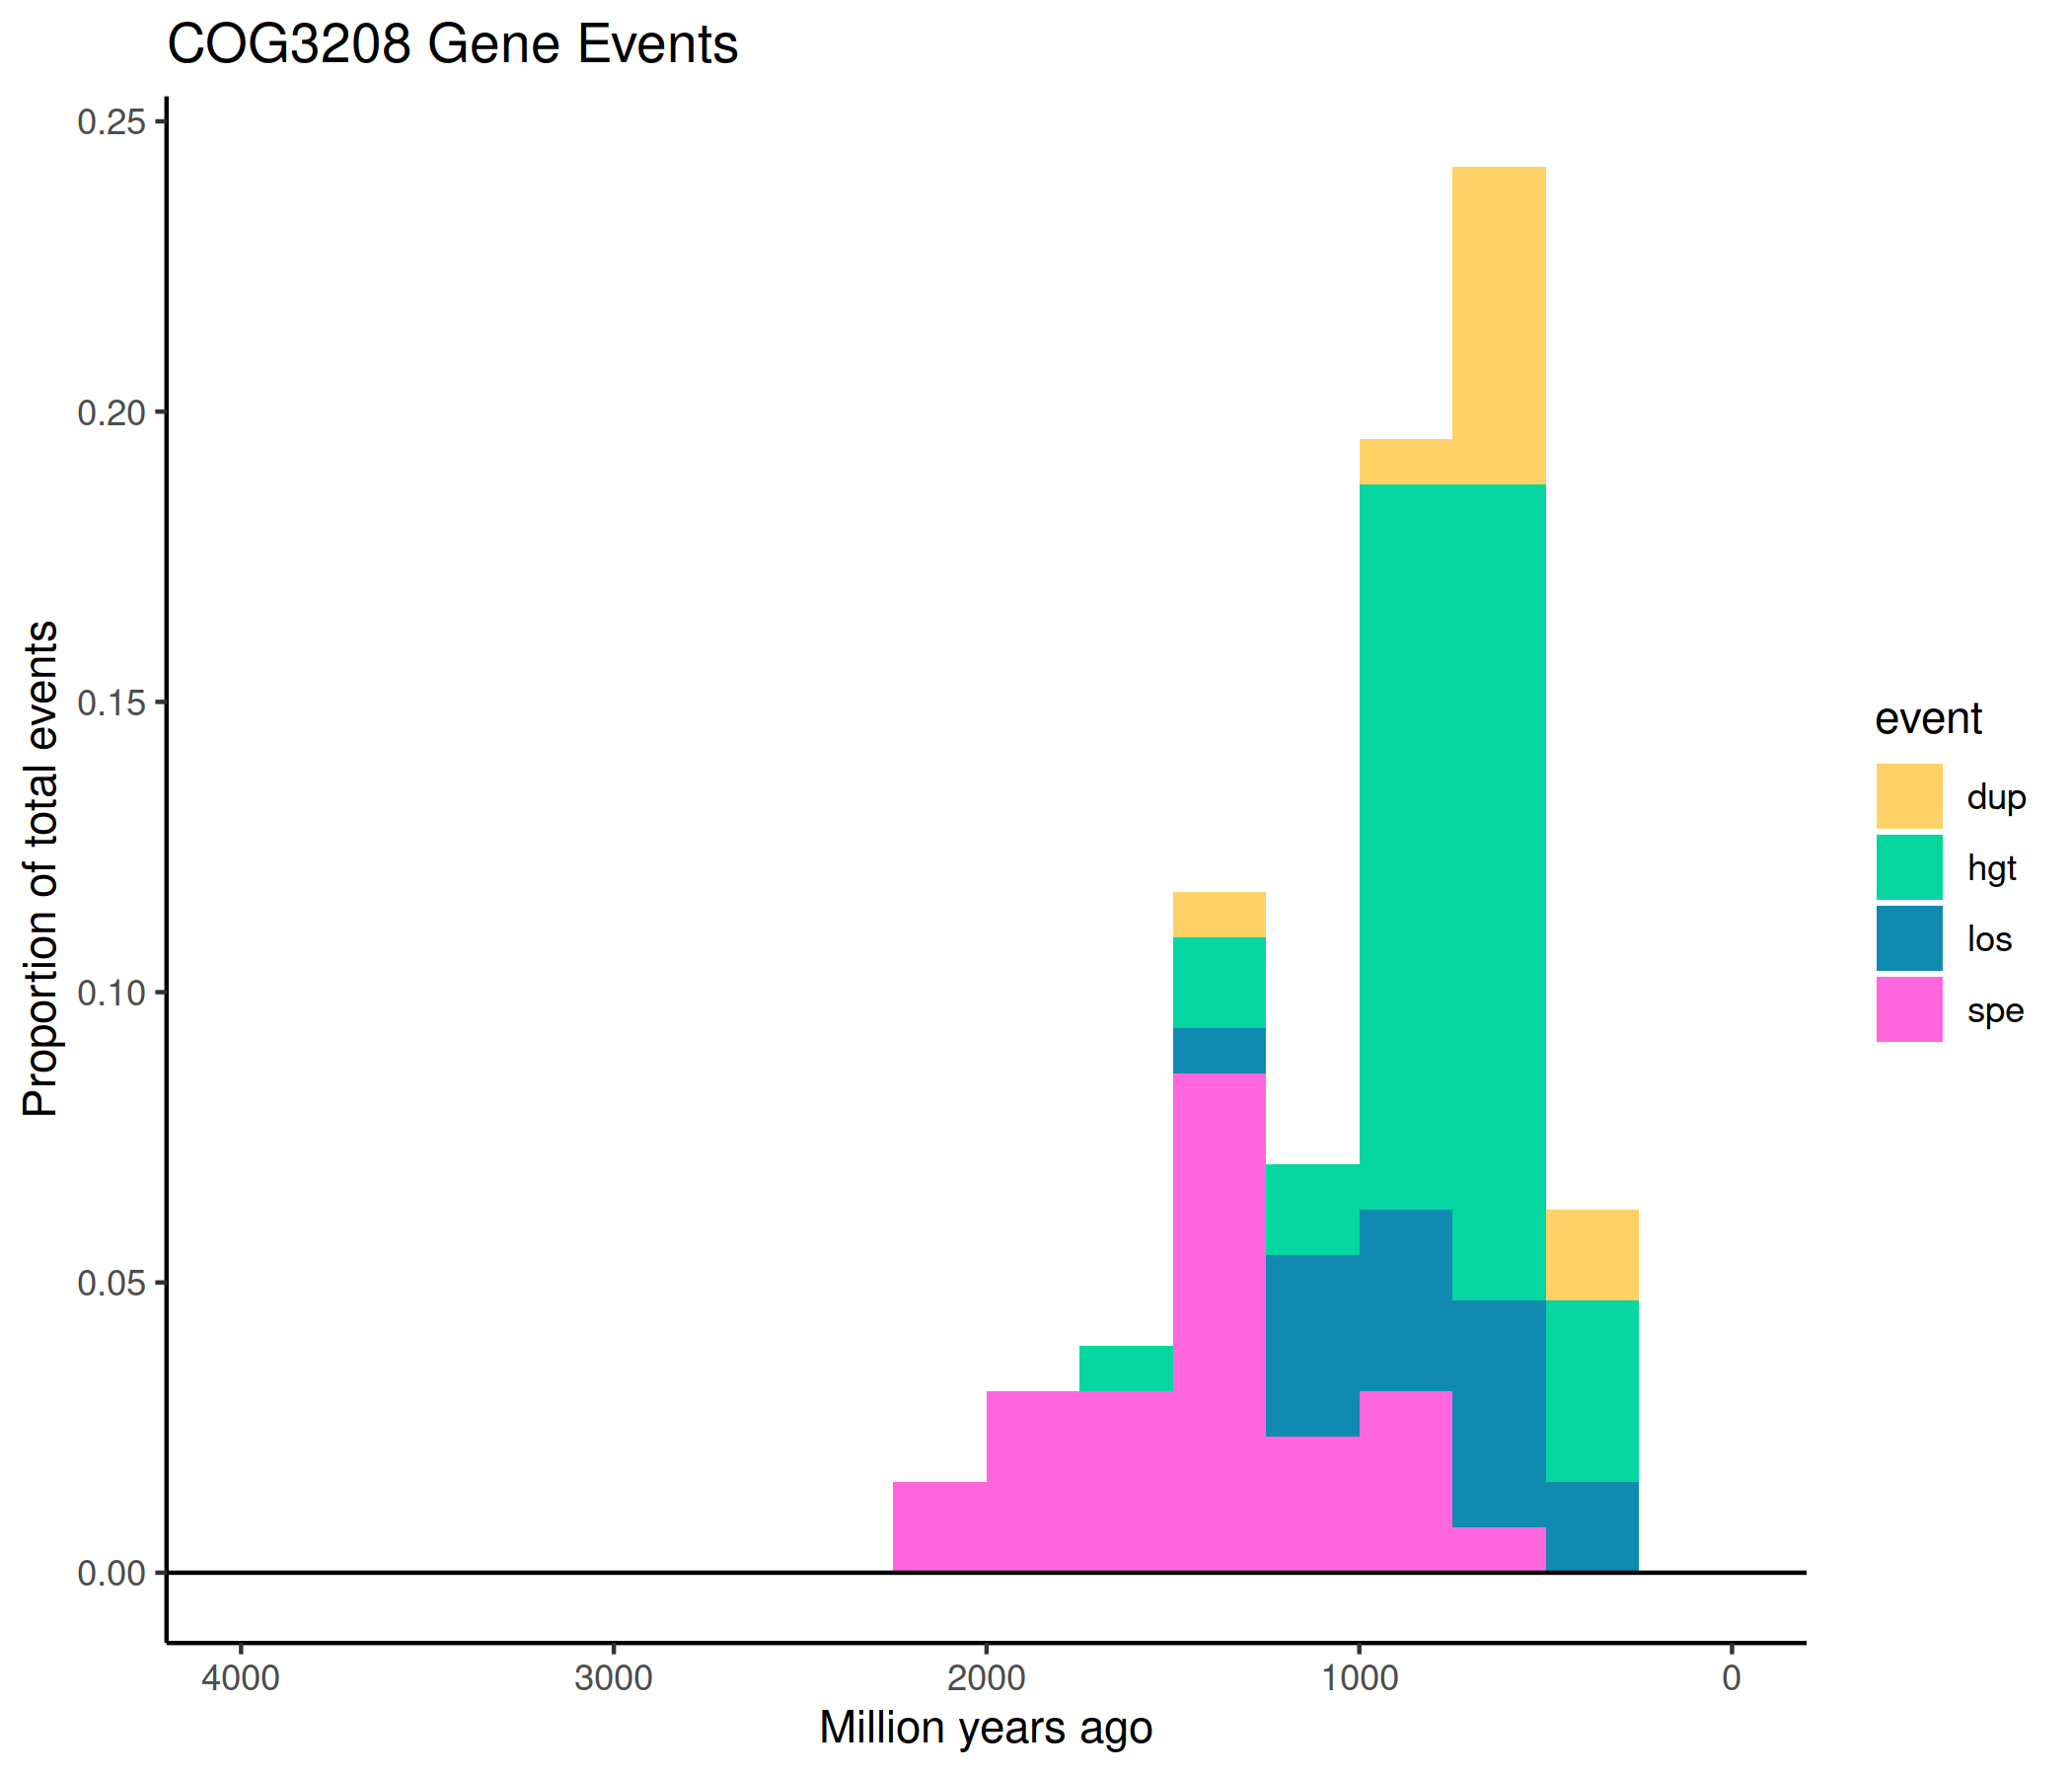 COG3208 Gene Events
0.25
0.20
0.15
0.10
0.05
0.00
Proportion of total events
4000 3000 2000 1000 0
Million years ago
event
dup
hgt
los
spe